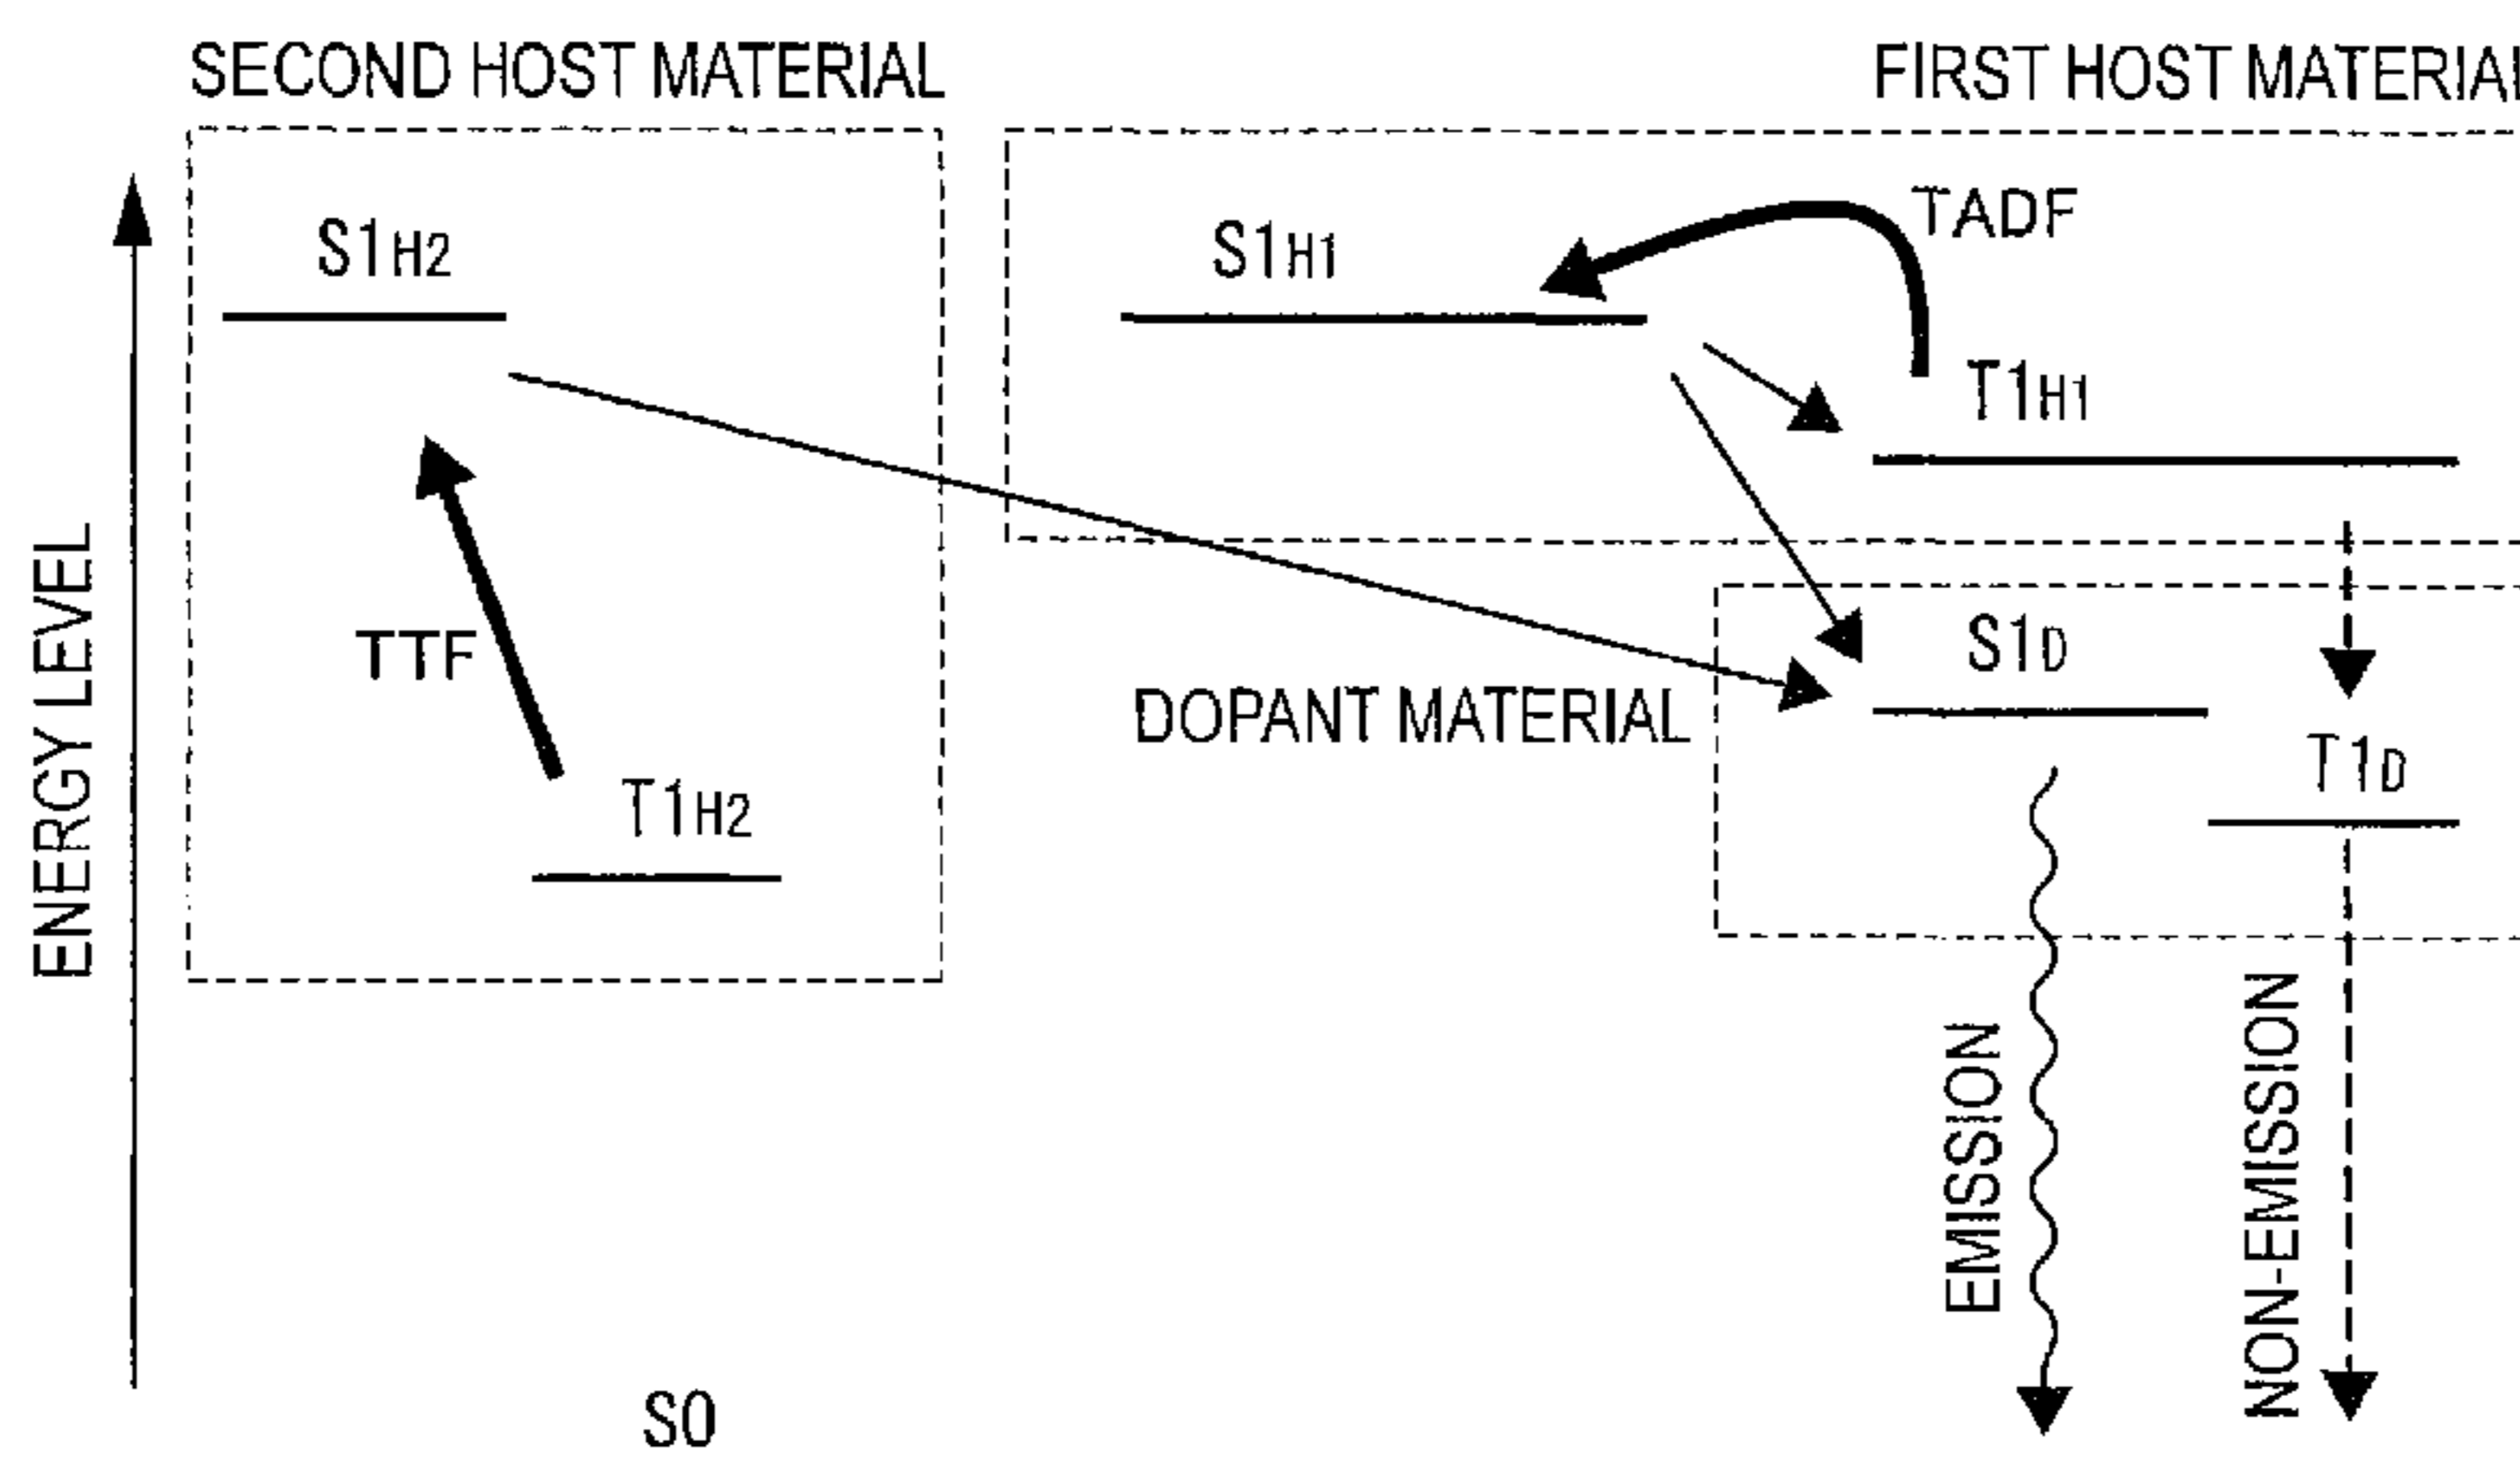 SECOND HOST MATERIAL
FIRST HOST MATERIAL
TADF
S1H2
S1H1
T1H1
ENERGY LEVEL
TTF
S1D
DOPANT MATERIAL
T1D
T1H2
EMISSION
NON-EMISSION
S0